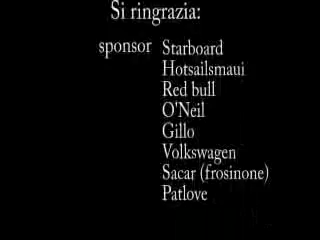 Si ringrazia:
sponsor Starboard
Hotsailsmaui
Red bull
O'Neil
Gillo
Volkswagen
Sacar (frosinone)
Patlove